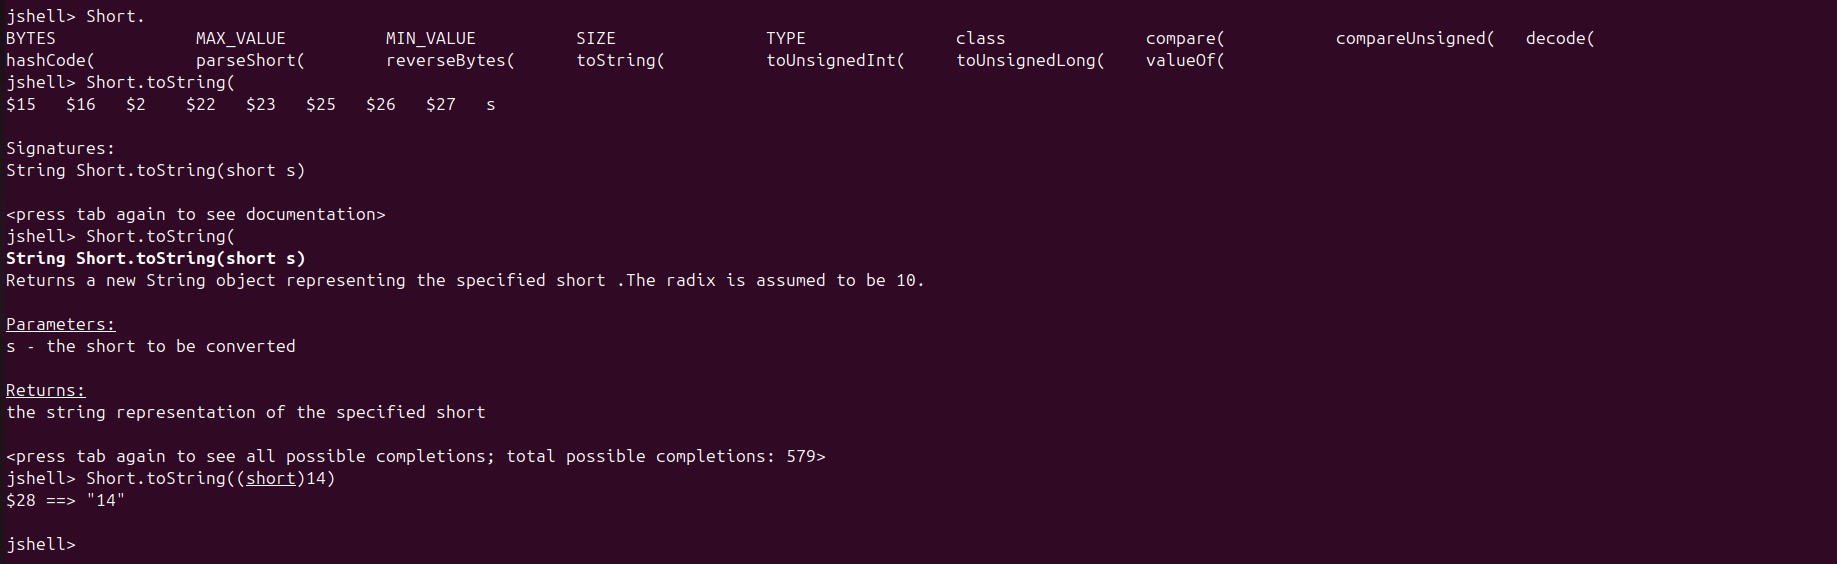 jshell> Short.
BYTES MAX_VALUE MIN_VALUE SIZE TYPE class compare( compareUnsigned( decode(
hashCode( parseShort( reverseBytes( toString( toUnsignedInt( toUnsignedLong( valueOf(
jshell> Short.toString(
$15 $16 $2 $22 $23 $25 $26 $27 s
Signatures:
String Short.toString(short s)
<press tab again to see documentation>
jshell> Short.toString(
String Short.toString(short s)
Returns a new String object representing the specified short .The radix is assumed to be 10.
Parameters:
s - the short to be converted
Returns:
the string representation of the specified short
<press tab again to see all possible completions; total possible completions: 579>
jshell> Short.toString((short)14)
$28 ==> "14"
jshell>